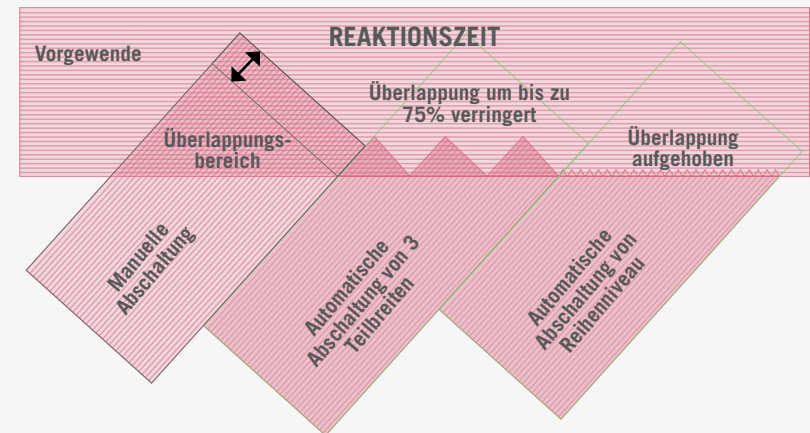 REAKTIONSZEIT
Vorgewende
Überlappung um bis zu
75% verringert
Überlappungs-
bereich
Überlappung
aufgehoben
Manuelle
Abschaltung
Automatische
Abschaltung von 3
Teilbreiten
Automatische
Abschaltung von
Reihenniveau